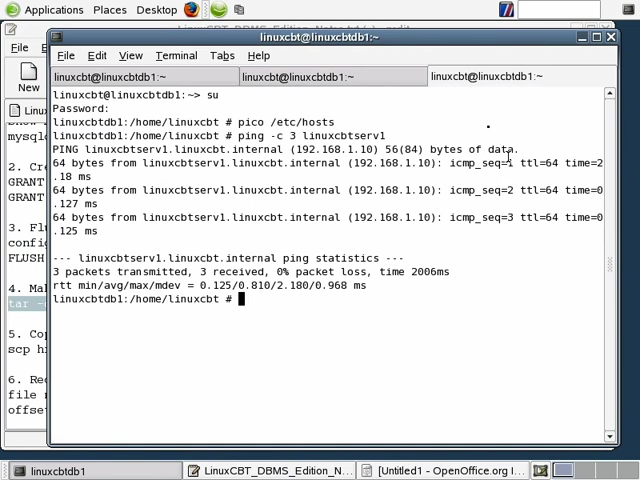 Applications Places Desktop
LinuxCBT_DBMS_Edition_Notes.txt
linuxcbt@linuxcbtdb1:~
File Edit View Terminal Tabs Help
linuxcbt@linuxcbtdb1:~ linuxcbt@linuxcbtdb1:~ linuxcbt@linuxcbtdb1:~
linuxcbt@linuxcbtdb1:~> su
Password:
linuxcbtdb1:/home/linuxcbt # pico /etc/hosts
linuxcbtdb1:/home/linuxcbt # ping -c 3 linuxcbtserv1
PING linuxcbtserv1.linuxcbt.internal (192.168.1.10) 56(84) bytes of data.
64 bytes from linuxcbtserv1.linuxcbt.internal (192.168.1.10): icmp_seq=1 ttl=64 time=2
.18 ms
64 bytes from linuxcbtserv1.linuxcbt.internal (192.168.1.10): icmp_seq=2 ttl=64 time=0
.127 ms
64 bytes from linuxcbtserv1.linuxcbt.internal (192.168.1.10): icmp_seq=3 ttl=64 time=0
.125 ms
--- linuxcbtserv1.linuxcbt.internal ping statistics ---
3 packets transmitted, 3 received, 0% packet loss, time 2006ms
rtt min/avg/max/mdev = 0.125/0.810/2.180/0.968 ms
linuxcbtdb1:/home/linuxcbt #
File
New
mysql
2. Cr
GRANT
GRANT
3. Fl
config
FLUSH
4. Ma
tar -
5. Cop
scp h
6. Re
file n
offset
linuxcbtdb1 LinuxCBT_DBMS_Edition_N... [Untitled1 - OpenOffice.org I...